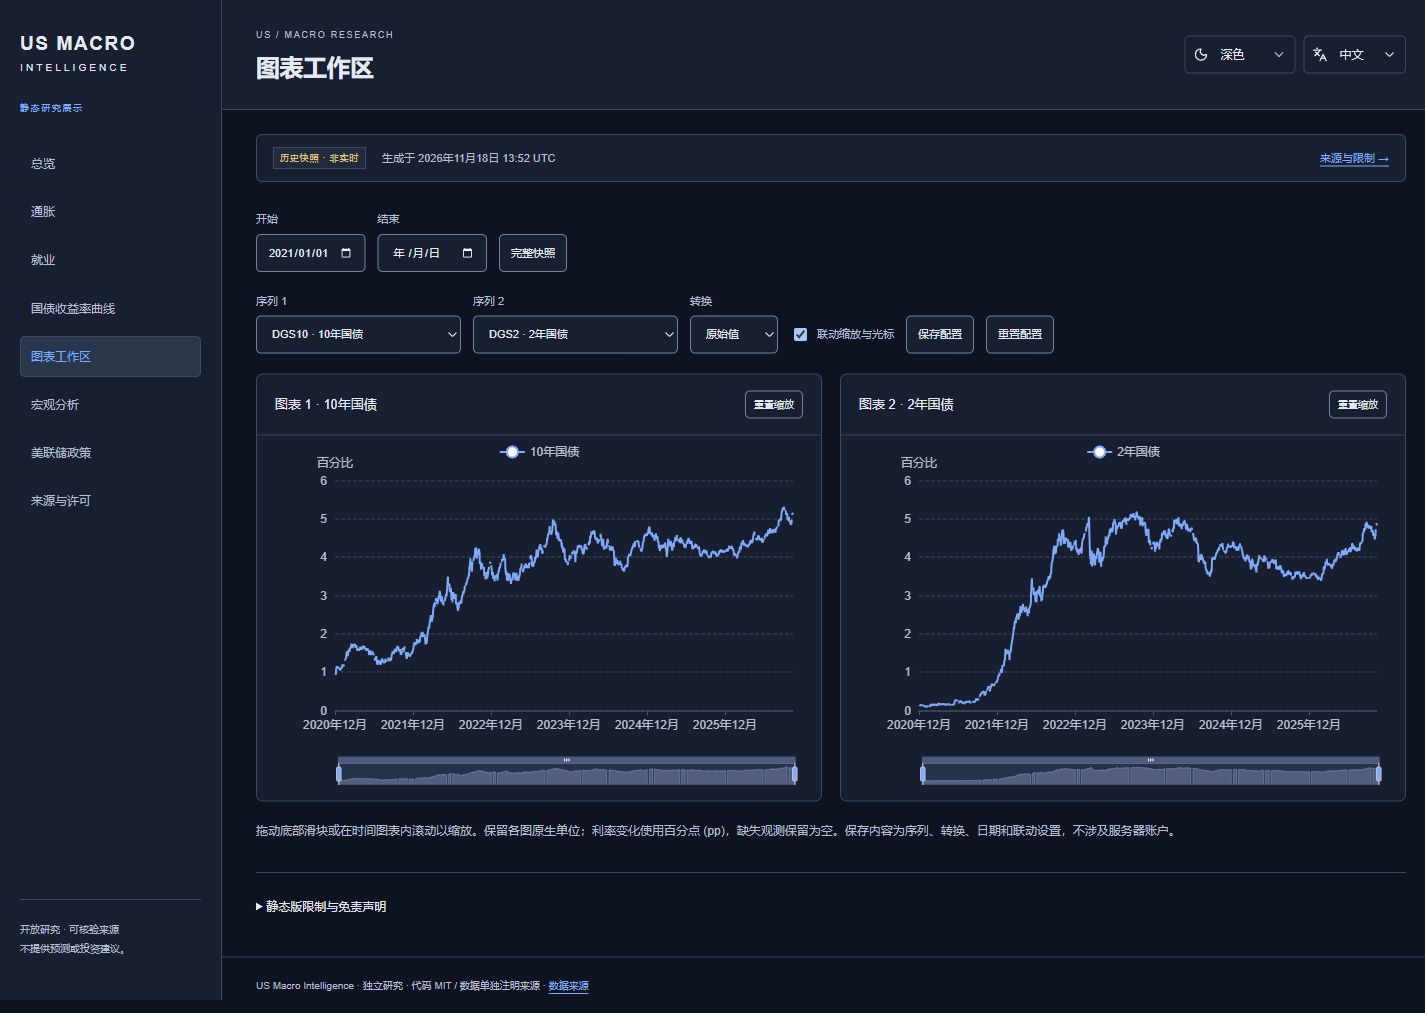 US MACRO
INTELLIGENCE
静态研究展示
总览
通胀
就业
国债收益率曲线
图表工作区
宏观分析
美联储政策
来源与许可
开放研究 · 可核验来源
不提供预测或投资建议。
US / MACRO RESEARCH
图表工作区
深色
中文
历史快照 · 非实时
生成于 2026年11月18日 13:52 UTC
来源与限制 →
开始
结束
2021/01/01
年 /月/日
完整快照
序列 1
序列 2
转换
DGS10 · 10年国债
DGS2 · 2年国债
原始值
联动缩放与光标
保存配置
重置配置
图表 1 · 10年国债
重置缩放
10年国债
百分比
6
5
4
3
2
1
0
2020年12月 2021年12月 2022年12月 2023年12月 2024年12月 2025年12月
图表 2 · 2年国债
重置缩放
2年国债
百分比
6
5
4
3
2
1
0
2020年12月 2021年12月 2022年12月 2023年12月 2024年12月 2025年12月
拖动底部滑块或在时间图表内滚动以缩放。保留各图原生单位；利率变化使用百分点 (pp)，缺失观测保留为空。保存内容为序列、转换、日期和联动设置，不涉及服务器账户。
▶ 静态版限制与免责声明
US Macro Intelligence · 独立研究 · 代码 MIT / 数据单独注明来源 · 数据来源